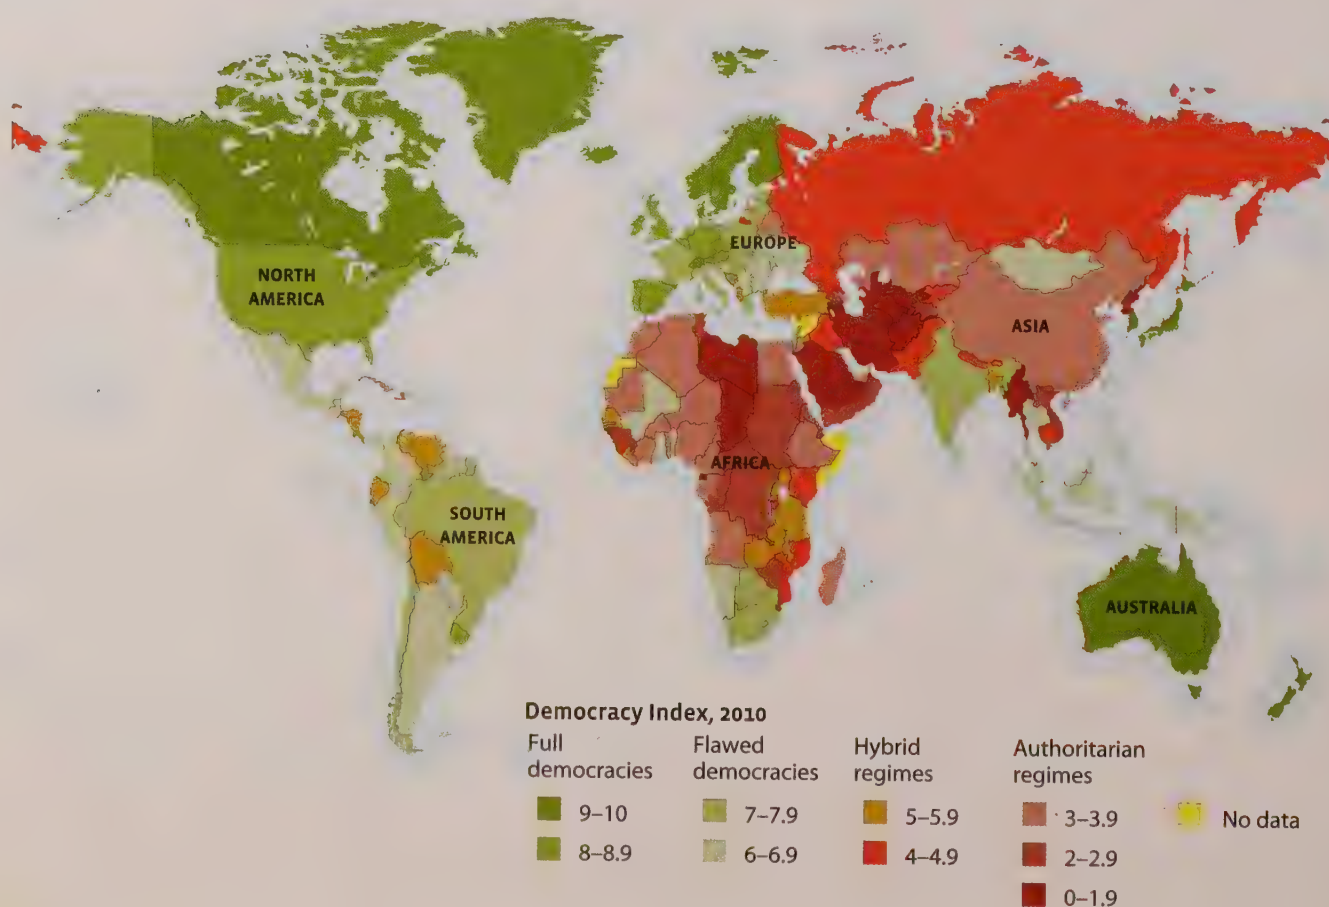 NORTH
AMERICA
EUROPE
ASIA
AFRICA
SOUTH
AMERICA
AUSTRALIA
Democracy Index, 2010
Full
democracies
9–10
8–8.9
Flawed
democracies
7–7.9
6–6.9
Hybrid
regimes
5–5.9
4–4.9
Authoritarian
regimes
3–3.9
2–2.9
0–1.9
No data